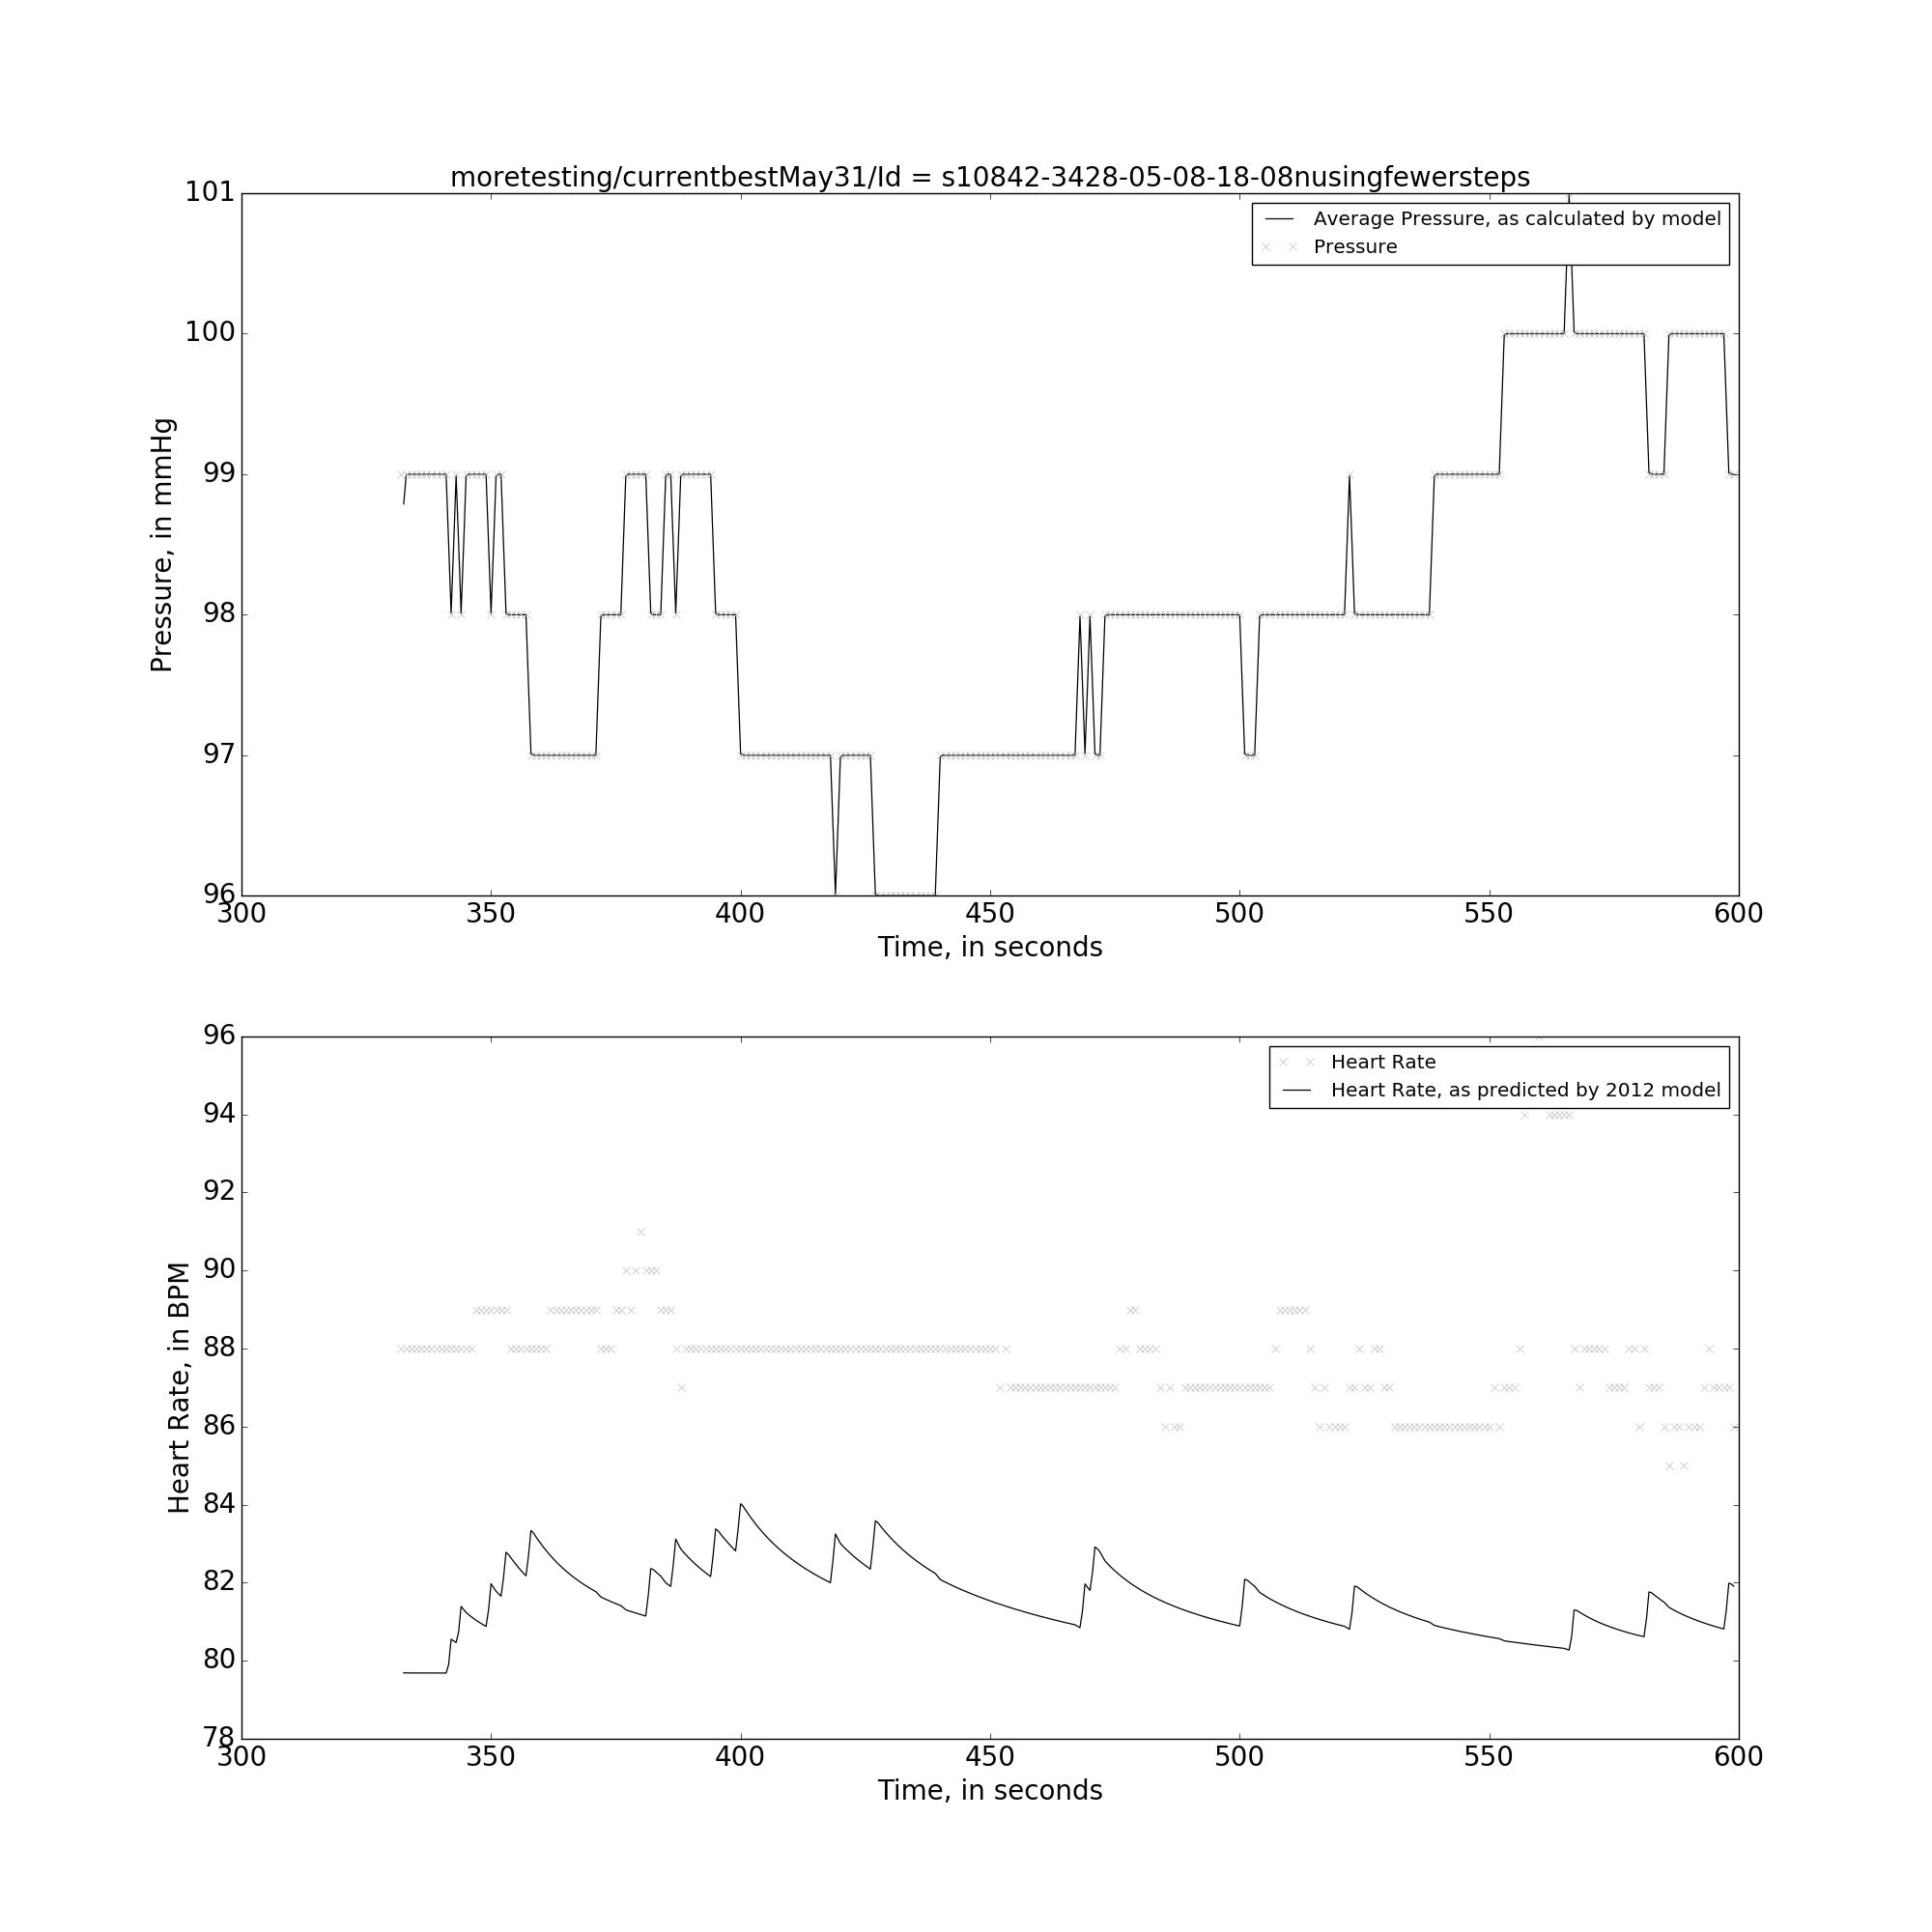 moretesting/currentbestMay31/Id = s10842-3428-05-08-18-08nusingfewersteps
101
Average Pressure, as calculated by model
Pressure
100
99
98
97
96
Pressure, in mmHg
300 350 400 450 500 550 600
Time, in seconds
96
Heart Rate
Heart Rate, as predicted by 2012 model
94
92
90
88
86
84
82
80
78
Heart Rate, in BPM
300 350 400 450 500 550 600
Time, in seconds